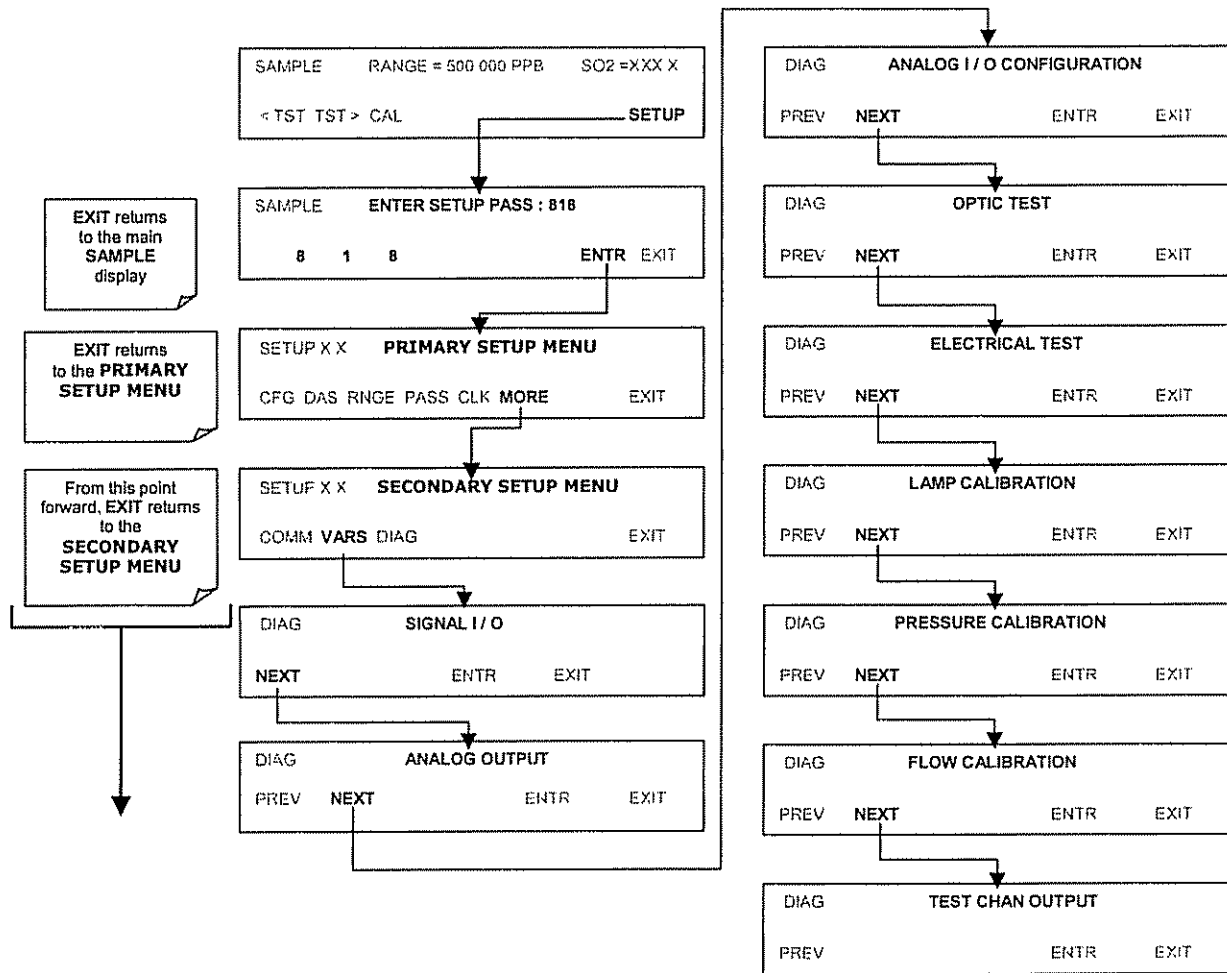 SAMPLE RANGE = 500 000 PPB SO2 =XXX X
< TST TST > CAL SETUP
EXIT returns
to the main
SAMPLE
display
SAMPLE ENTER SETUP PASS : 818
8 1 8 ENTR EXIT
EXIT returns
to the PRIMARY
SETUP MENU
SETUP X X PRIMARY SETUP MENU
CFG DAS RNGE PASS CLK MORE EXIT
From this point
forward, EXIT returns
to the
SECONDARY
SETUP MENU
SETUP X X SECONDARY SETUP MENU
COMM VARS DIAG EXIT
DIAG SIGNAL I / O
NEXT ENTR EXIT
DIAG ANALOG OUTPUT
PREV NEXT ENTR EXIT
DIAG ANALOG I / O CONFIGURATION
PREV NEXT ENTR EXIT
DIAG OPTIC TEST
PREV NEXT ENTR EXIT
DIAG ELECTRICAL TEST
PREV NEXT ENTR EXIT
DIAG LAMP CALIBRATION
PREV NEXT ENTR EXIT
DIAG PRESSURE CALIBRATION
PREV NEXT ENTR EXIT
DIAG FLOW CALIBRATION
PREV NEXT ENTR EXIT
DIAG TEST CHAN OUTPUT
PREV ENTR EXIT